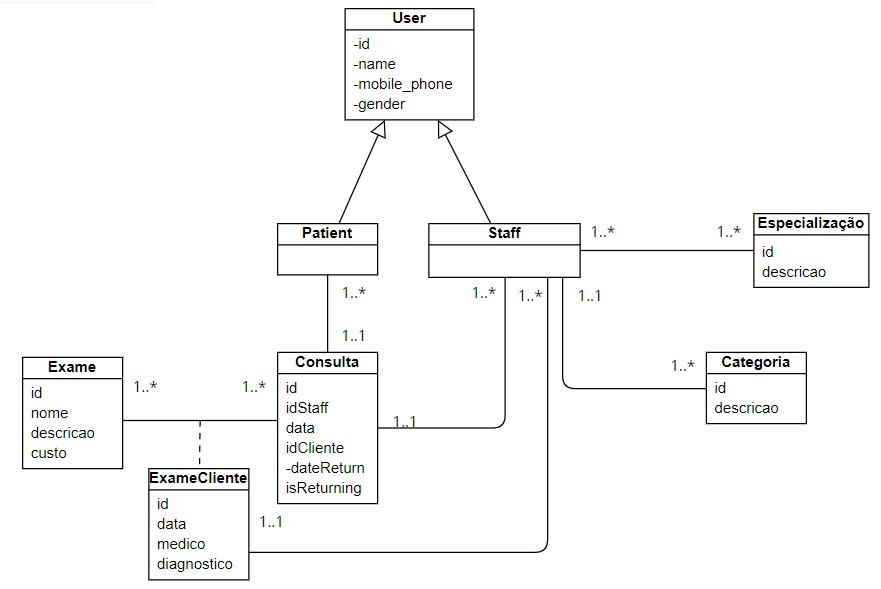 User
-id
-name
-mobile_phone
-gender
Patient
Staff
1..*
1..*
Especialização
id
descricao
1..*
1..1
1..*
1..*
1..1
Exame
id
nome
descricao
custo
1..*
1..*
Consulta
id
idStaff
data
idCliente
-dateReturn
isReturning
1..1
1..*
Categoria
id
descricao
ExameCliente
id
data
medico
diagnostico
1..1